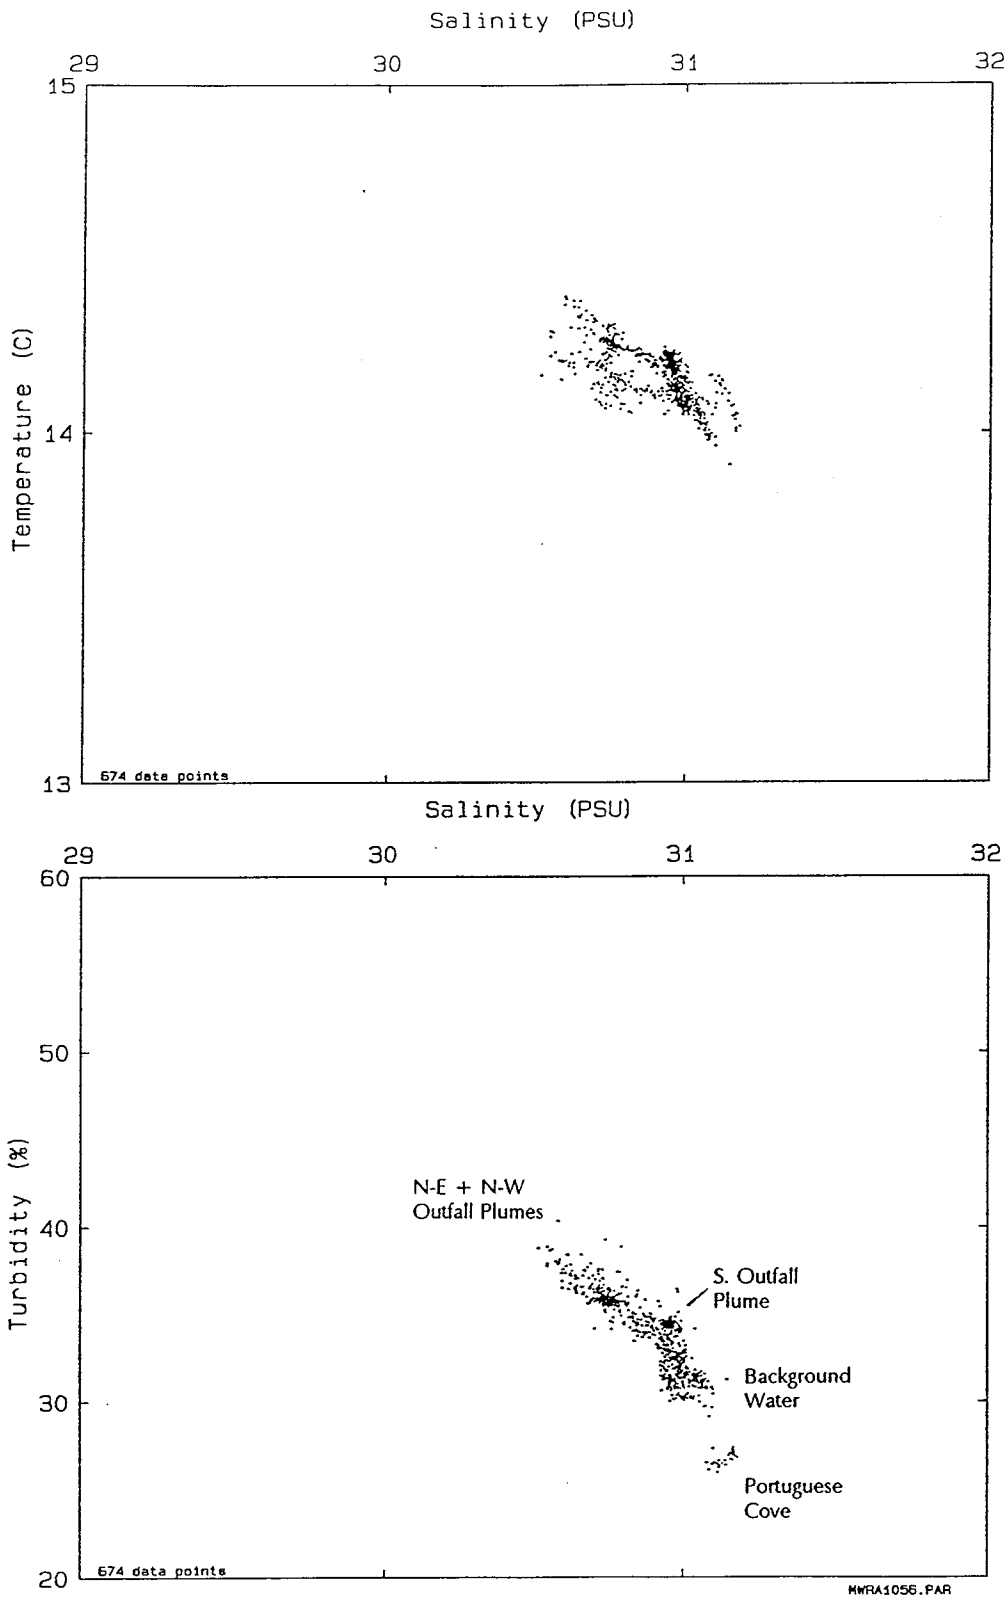 Salinity (PSU)
29 30 31 32
15
Temperature (C)
14
13
674 data points
Salinity (PSU)
29 30 31 32
60
50
Turbidity (%)
N-E + N-W
Outfall Plumes
40
S. Outfall
Plume
Background
Water
30
Portuguese
Cove
20
674 data points
MWRA1056.PAR